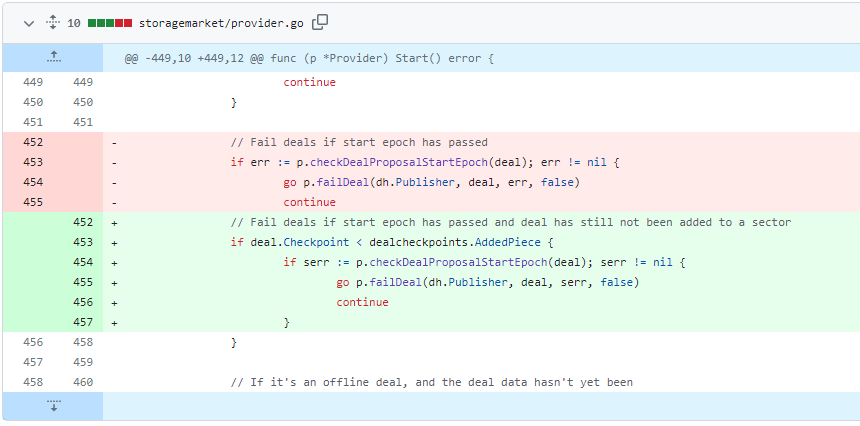 10 storagemarket/provider.go
@@ -449,10 +449,12 @@ func (p *Provider) Start() error {
449 449 continue
450 450 }
451 451
452 - // Fail deals if start epoch has passed
453 - if err := p.checkDealProposalStartEpoch(deal); err != nil {
454 - go p.failDeal(dh.Publisher, deal, err, false)
455 - continue
452 + // Fail deals if start epoch has passed and deal has still not been added to a sector
453 + if deal.Checkpoint < dealcheckpoints.AddedPiece {
454 + if serr := p.checkDealProposalStartEpoch(deal); serr != nil {
455 + go p.failDeal(dh.Publisher, deal, serr, false)
456 + continue
457 + }
456 458 }
457 459
458 460 // If it's an offline deal, and the deal data hasn't yet been